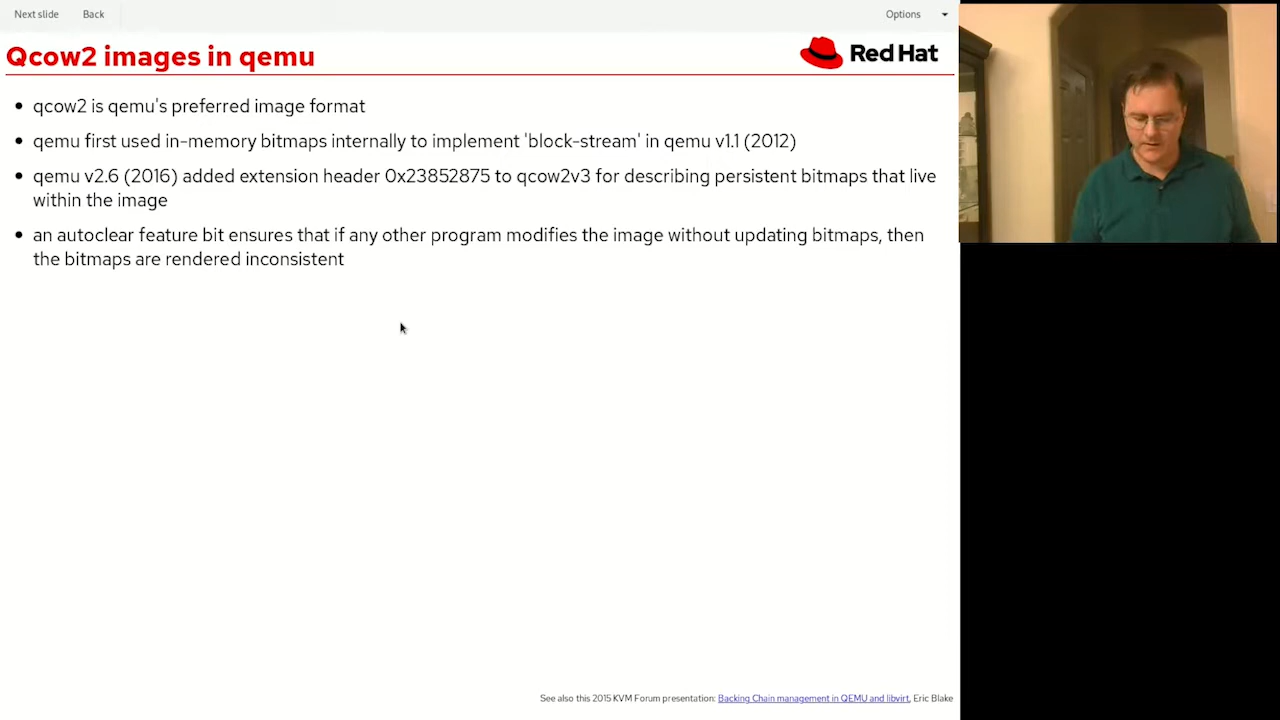 Next slide Back Options
Qcow2 images in qemu
Red Hat
• qcow2 is qemu's preferred image format
• qemu first used in-memory bitmaps internally to implement 'block-stream' in qemu v1.1 (2012)
• qemu v2.6 (2016) added extension header 0x23852875 to qcow2v3 for describing persistent bitmaps that live
within the image
• an autoclear feature bit ensures that if any other program modifies the image without updating bitmaps, then
the bitmaps are rendered inconsistent
See also this 2015 KVM Forum presentation: Backing Chain management in QEMU and libvirt, Eric Blake